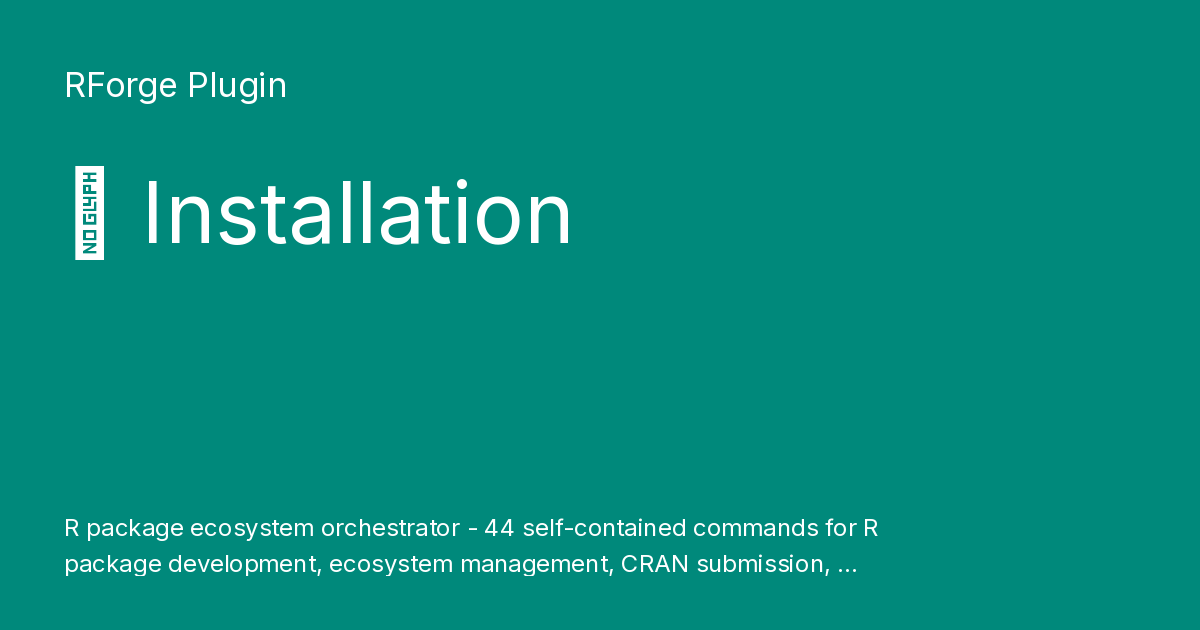 RForge Plugin
NO GLYPH Installation
R package ecosystem orchestrator - 44 self-contained commands for R
package development, ecosystem management, CRAN submission, ...